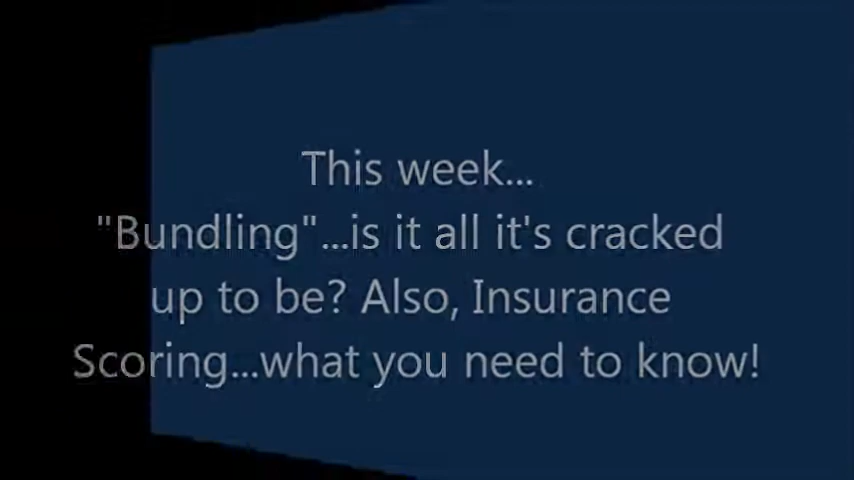 This week...
"Bundling"...is it all it's cracked
up to be? Also, Insurance
Scoring...what you need to know!